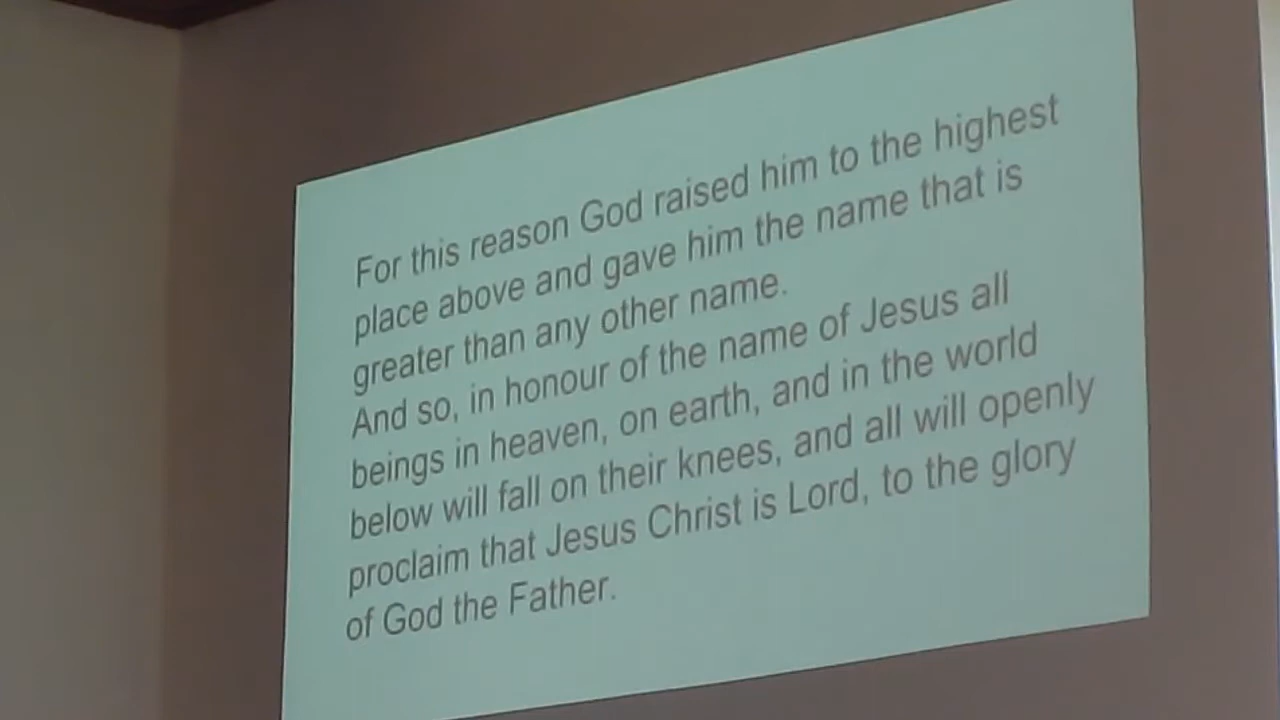 For this reason God raised him to the highest
place above and gave him the name that is
greater than any other name.
And so, in honour of the name of Jesus all
beings in heaven, on earth, and in the world
below will fall on their knees, and all will openly
proclaim that Jesus Christ is Lord, to the glory
of God the Father.